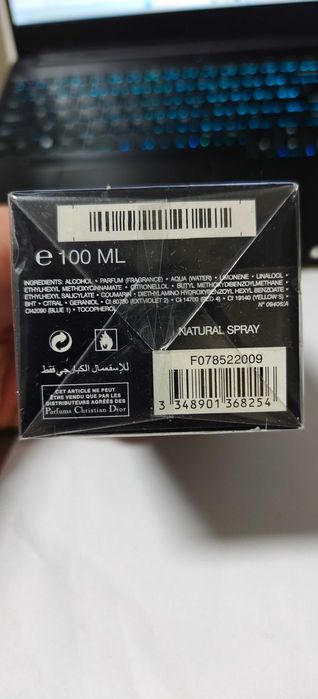 e 100 ML
INGREDIENTS: ALCOHOL • PARFUM (FRAGRANCE) • AQUA (WATER) • LIMONENE • LINALOOL •
ETHYLHEXYL METHOXYCINNAMATE • CITRONELLOL • BUTYL METHOXYDIBENZOYLMETHANE
ETHYLHEXYL SALICYLATE • COUMARIN • DIETHYLAMINO HYDROXYBENZOYL HEXYL BENZOATE
BHT • CITRAL • GERANIOL • CI 60730 (EXT.VIOLET 2) • CI 14700 (RED 4) • CI 19140 (YELLOW 5) •
CI42090 (BLUE 1) • TOCOPHEROL
N° 09406/A
NATURAL SPRAY
للإستعمال الخارجي فقط
F078522009
3 348901 368254
CET ARTICLE NE PEUT
ÊTRE VENDU QUE PAR LES
DISTRIBUTEURS AGRÉÉS DES
Parfums Christian Dior